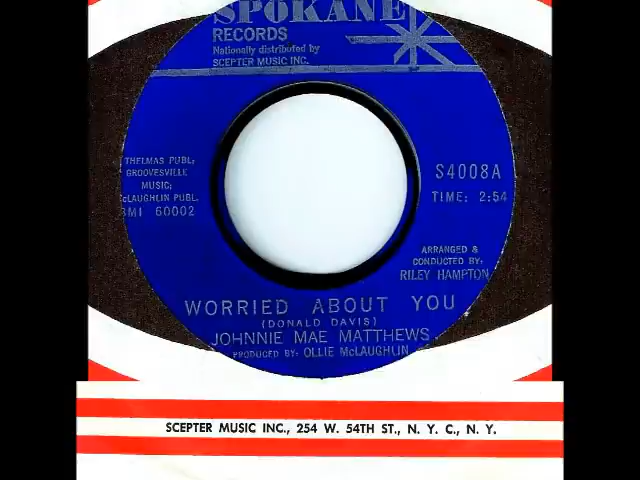 SPOKANE
RECORDS
Nationally distributed by
SCEPTER MUSIC INC.
THELMAS PUBL;
GROOVESVILLE
MUSIC;
cLAUGHLIN PUBL.
BMI 60002
S4008A
TIME: 2:54
ARRANGED &
CONDUCTED BY:
RILEY HAMPTON
WORRIED ABOUT YOU
(DONALD DAVIS)
JOHNNIE MAE MATTHEWS
PRODUCED BY: OLLIE McLAUGHLIN
SCEPTER MUSIC INC., 254 W. 54TH ST., N. Y. C., N. Y.